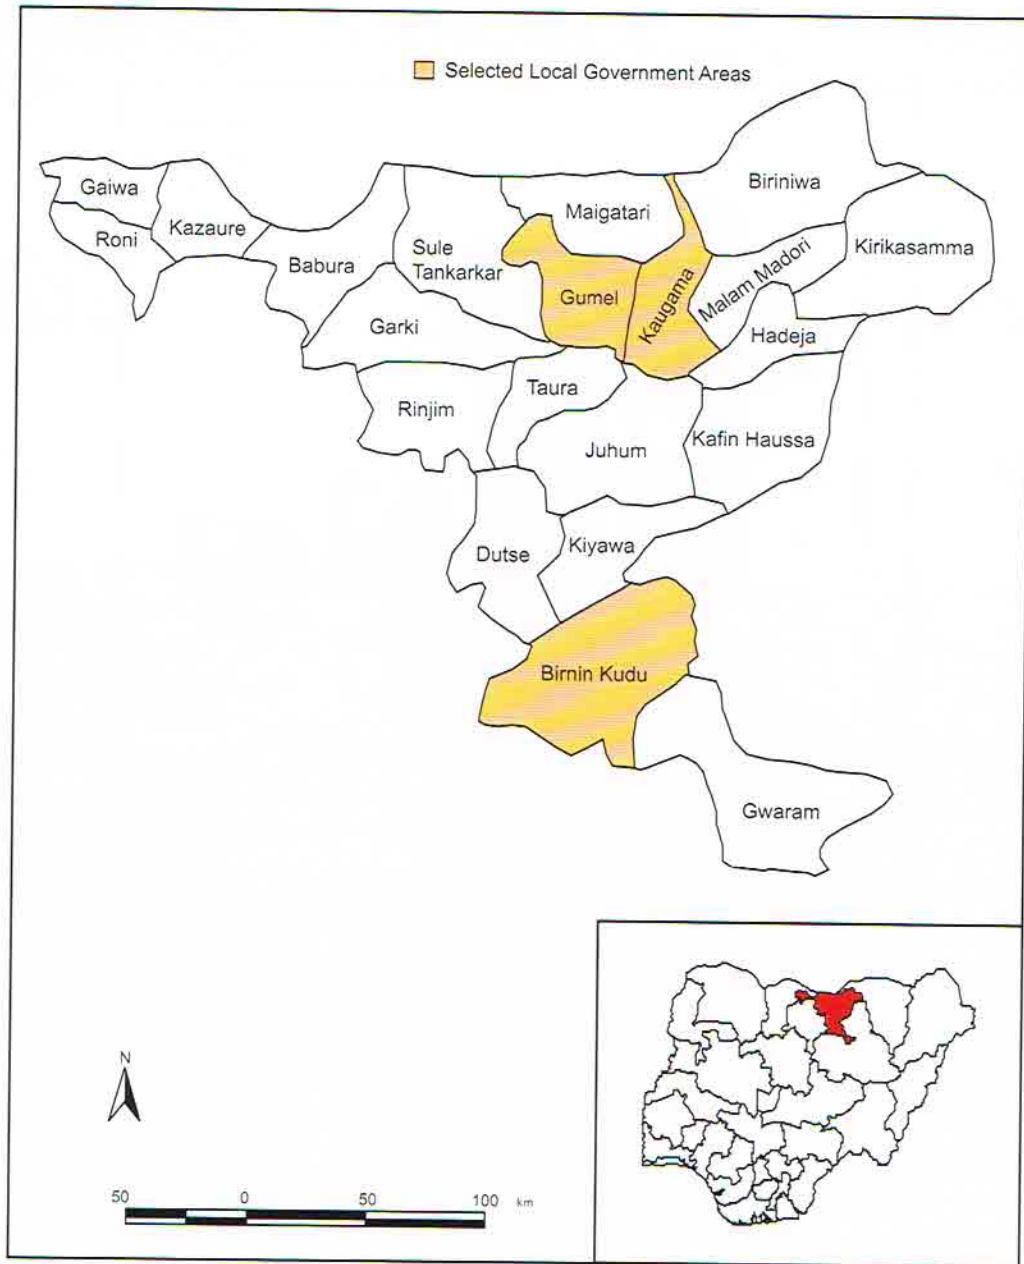 Selected Local Government Areas
Biriniwa
Gaiwa
Maigatari
Roni
Kazaure
Kirikasamma
Sule
Tankarkar
Babura
Malam Madori
Gumel
Kaugama
Garki
Hadeja
Taura
Rinjim
Juhum
Kafin Haussa
Dutse
Kiyawa
Birnin Kudu
Gwaram
N
50 0 50 100 km